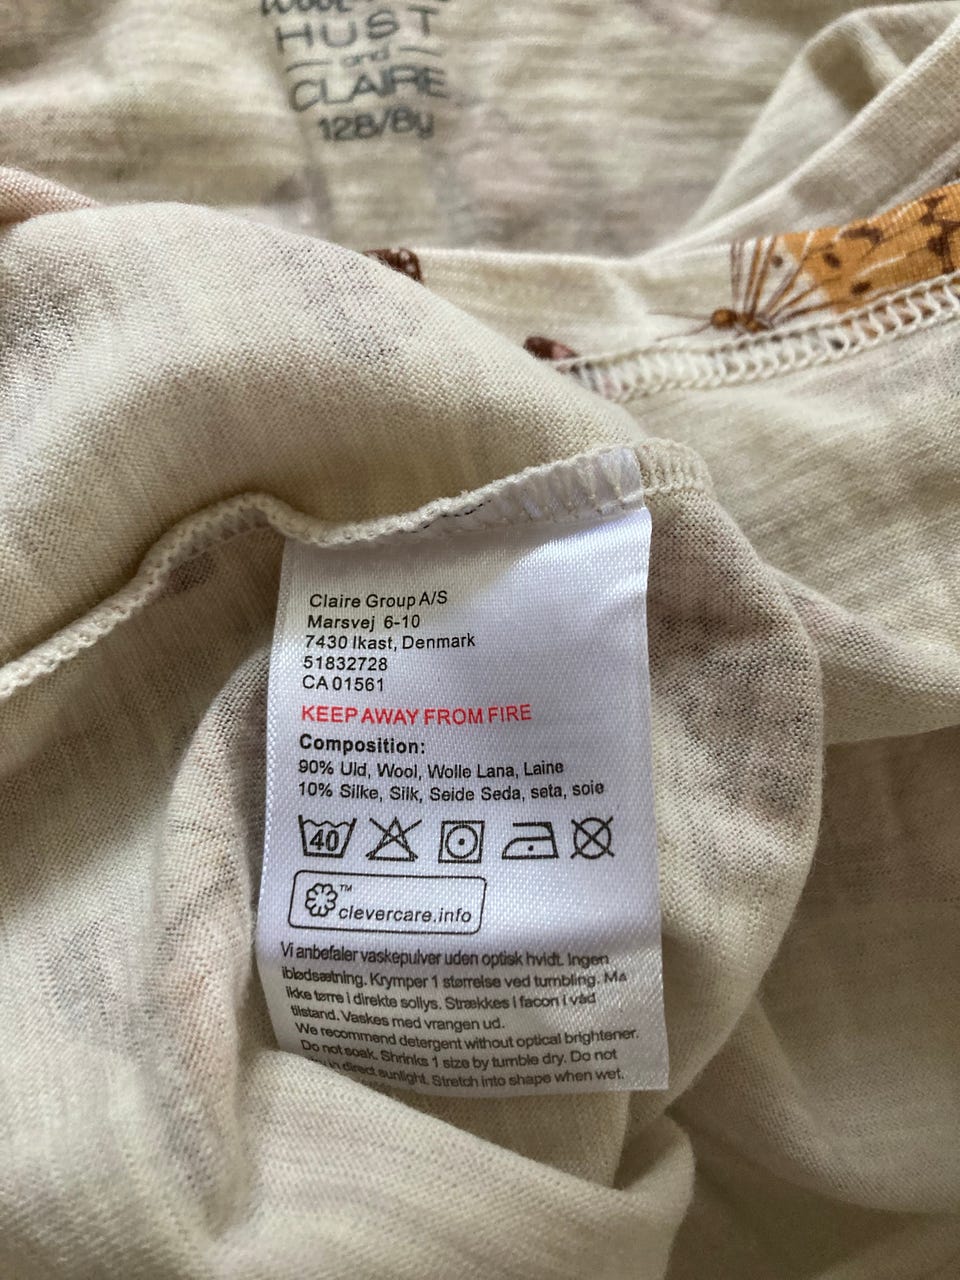 HUST
and
CLAIRE
128/8y
Claire Group A/S
Marsvej 6-10
7430 Ikast, Denmark
51832728
CA 01561
KEEP AWAY FROM FIRE
Composition:
90% Uld, Wool, Wolle Lana, Laine
10% Silke, Silk, Seide Seda, seta, soie
40
™
clevercare.info
Vi anbefaler vaskepulver uden optisk hvidt. Ingen
iblødsætning. Krymper 1 størrelse ved tumbling. Må
ikke tørre i direkte sollys. Strækkes i facon i våd
tilstand. Vaskes med vrangen ud.
We recommend detergent without optical brightener.
Do not soak. Shrinks 1 size by tumble dry. Do not
in direct sunlight. Stretch into shape when wet.